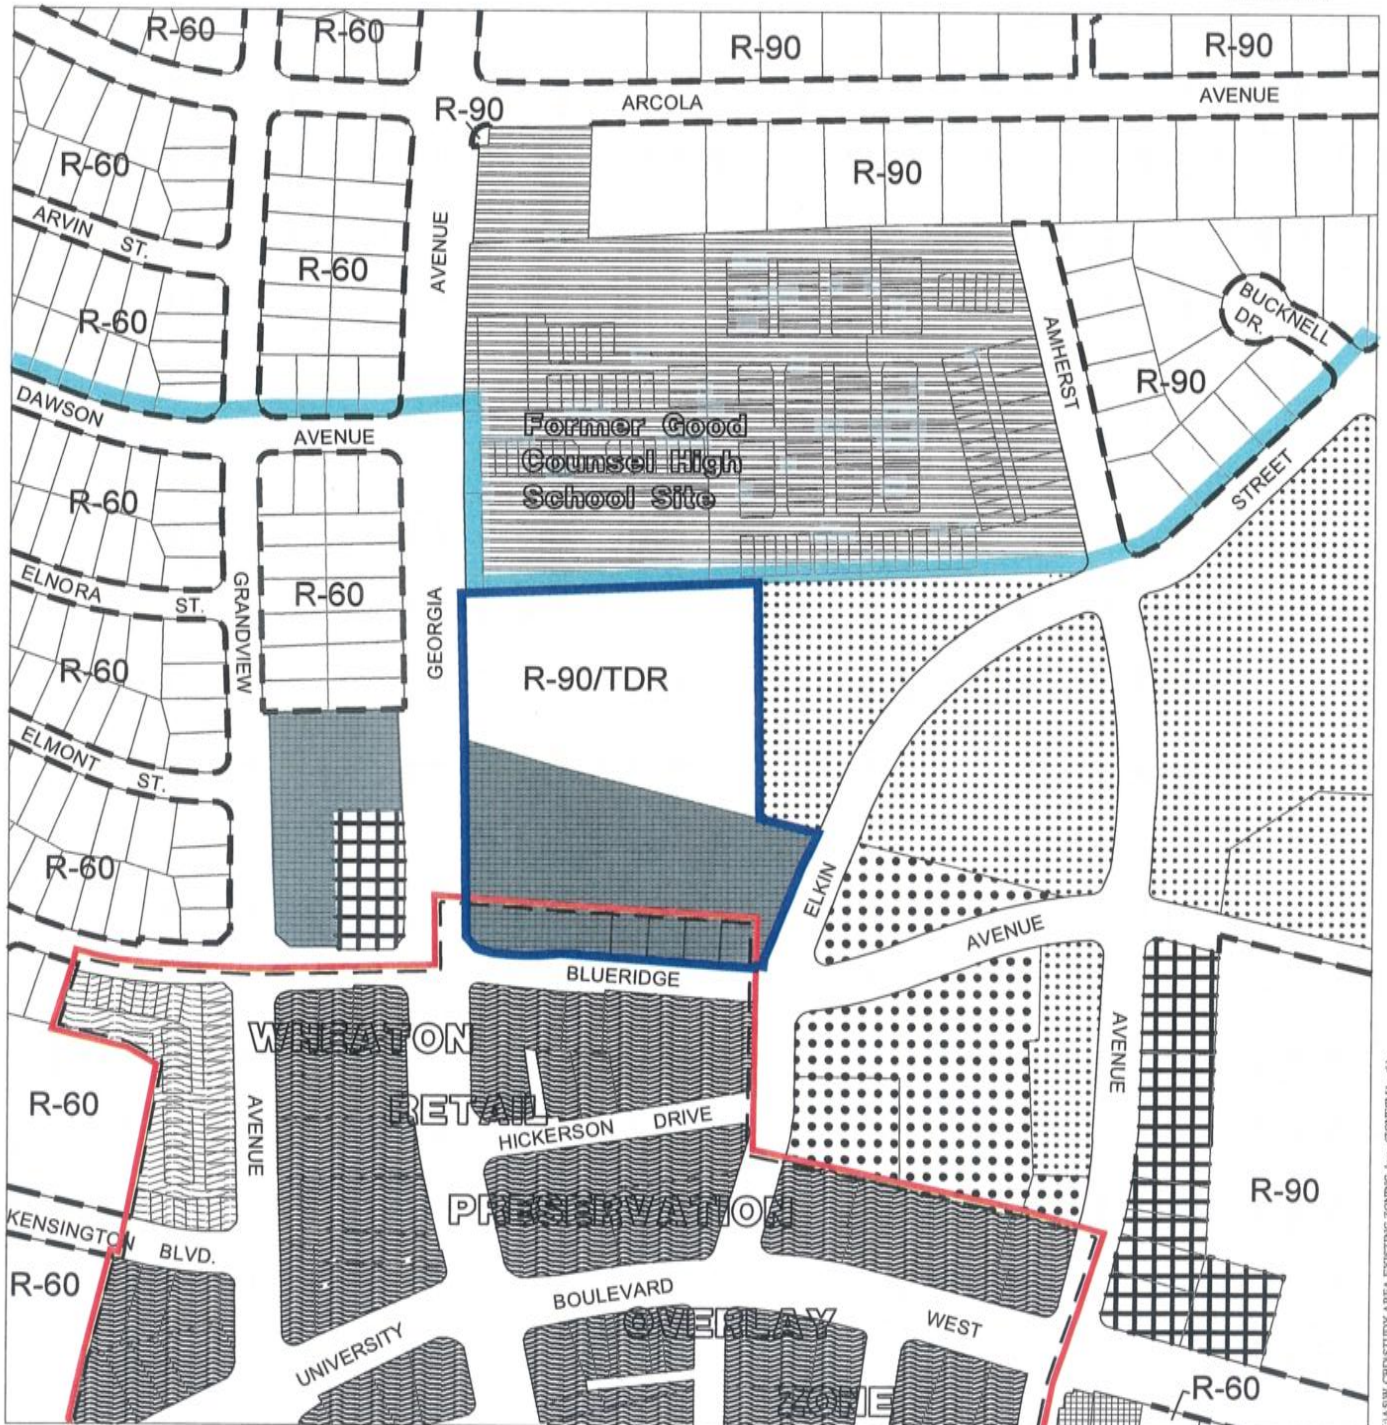 R-60
R-60
R-90
R-90
ARCOLA
AVENUE
R-90
R-60
R-90
ARVIN ST.
AVENUE
R-60
R-60
BUCKNELL
DR.
AMHERST
R-90
DAWSON
AVENUE
Former Good
Counsel High
School Site
R-60
STREET
ELNORA ST.
GRANDVIEW
R-60
GEORGIA
R-60
R-90/TDR
ELMONT ST.
R-60
ELKIN
AVENUE
BLUERIDGE
WHRATON
AVENUE
R-60
AVENUE
RETAIL
HICKERSON DRIVE
R-90
PRESERVATION
KENSINGTON BLVD.
R-60
BOULEVARD
OVERLAY
WEST
UNIVERSITY
R-60
ZONE